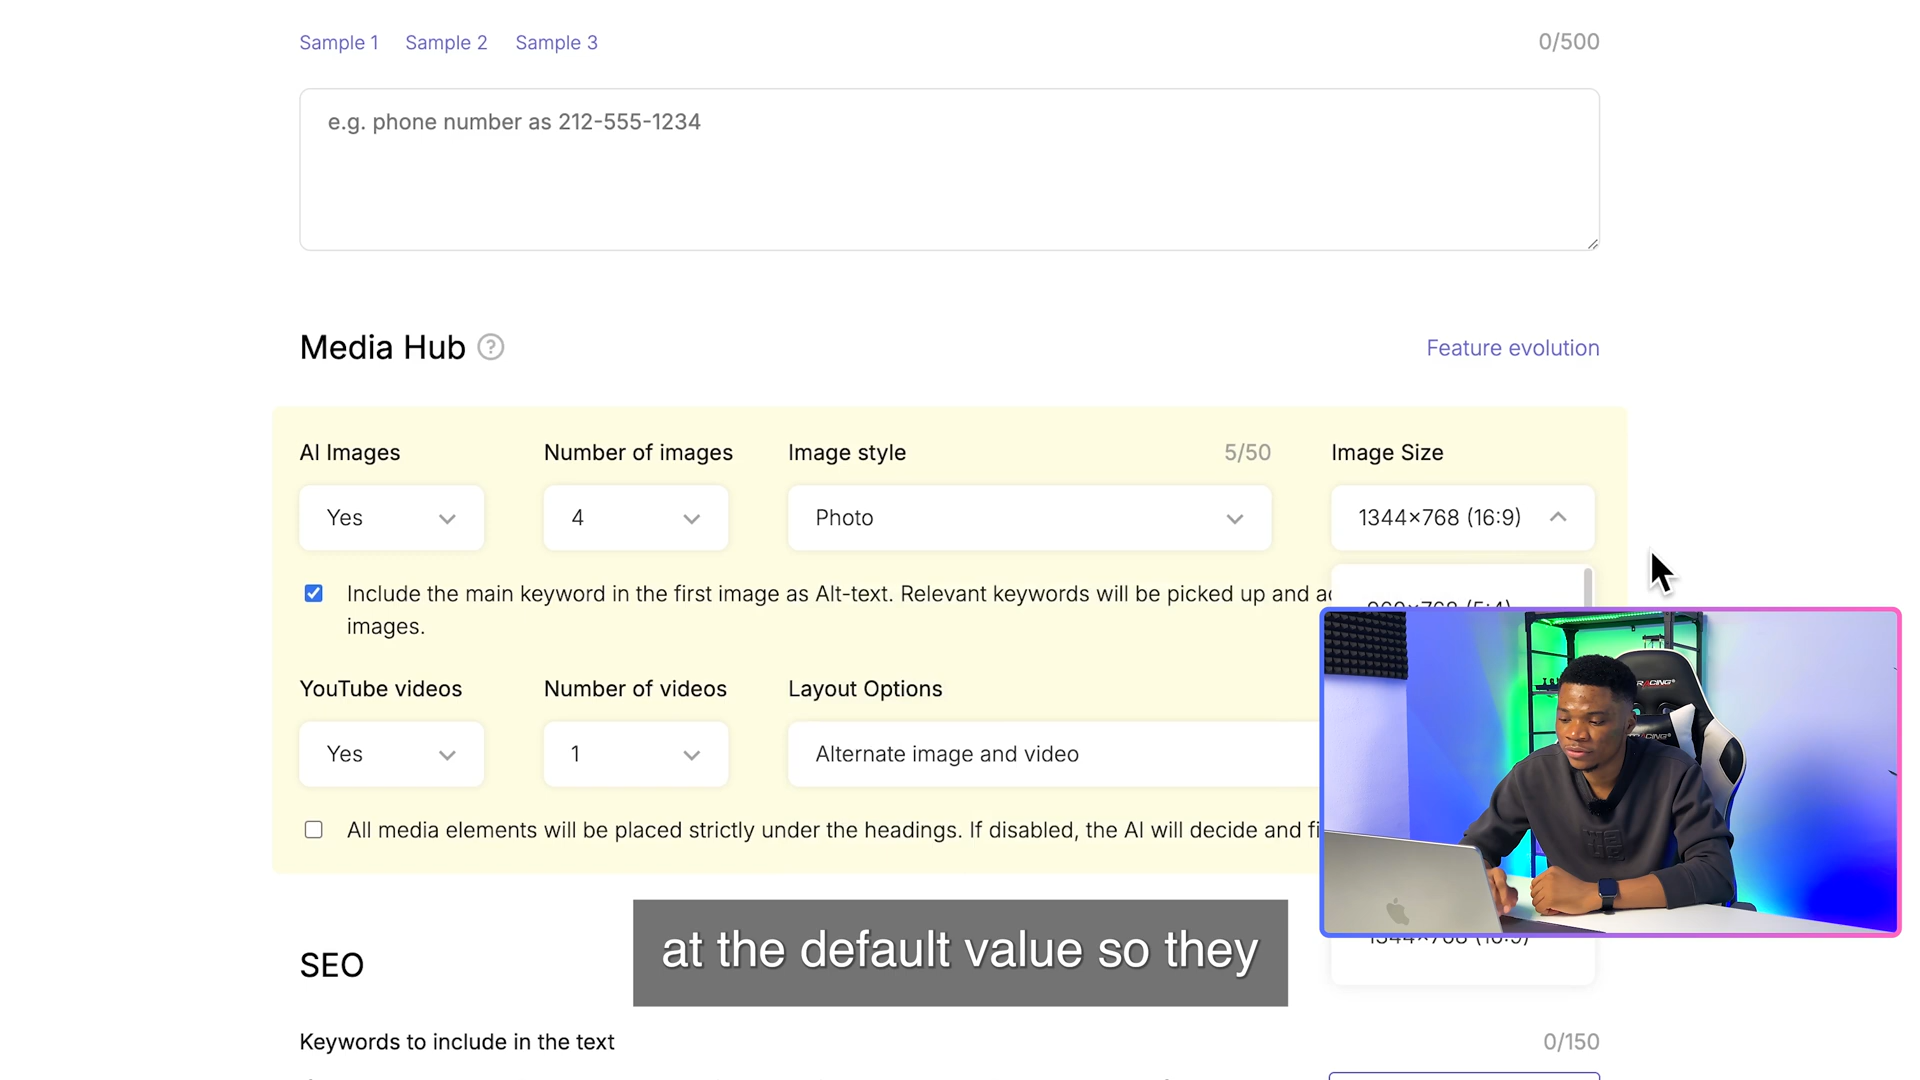 Sample 1 Sample 2 Sample 3 0/500
e.g. phone number as 212-555-1234
Media Hub ? Feature evolution
AI Images Number of images Image style 5/50 Image Size
Yes 4 Photo 1344×768 (16:9)
Include the main keyword in the first image as Alt-text. Relevant keywords will be picked up and
images.
YouTube videos Number of videos Layout Options
Yes 1 Alternate image and video
All media elements will be placed strictly under the headings. If disabled, the AI will decide and
at the default value so they
SEO
1344×768 (16:9)
Keywords to include in the text 0/150